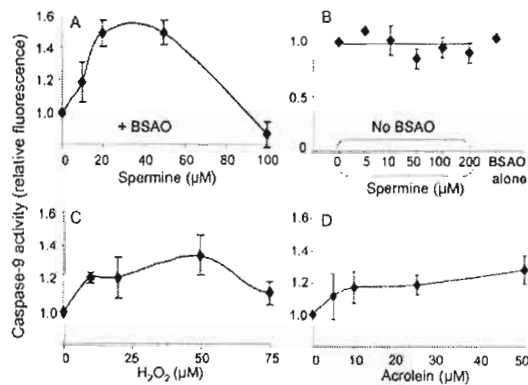 Caspase-9 activity (relative fluorescence)
A
1.6
1.4
1.2
1.0
+ BSAO
0 20 40 60 80 100
Spermine (µM)
B
1.0
0.5
0
No BSAO
0 5 10 50 100 200 BSAO
alone
Spermine (µM)
C
1.6
1.4
1.2
1.0
0 25 50 75
H₂O₂ (µM)
D
1.6
1.4
1.2
1.0
0 10 20 30 40 50
Acrolein (µM)